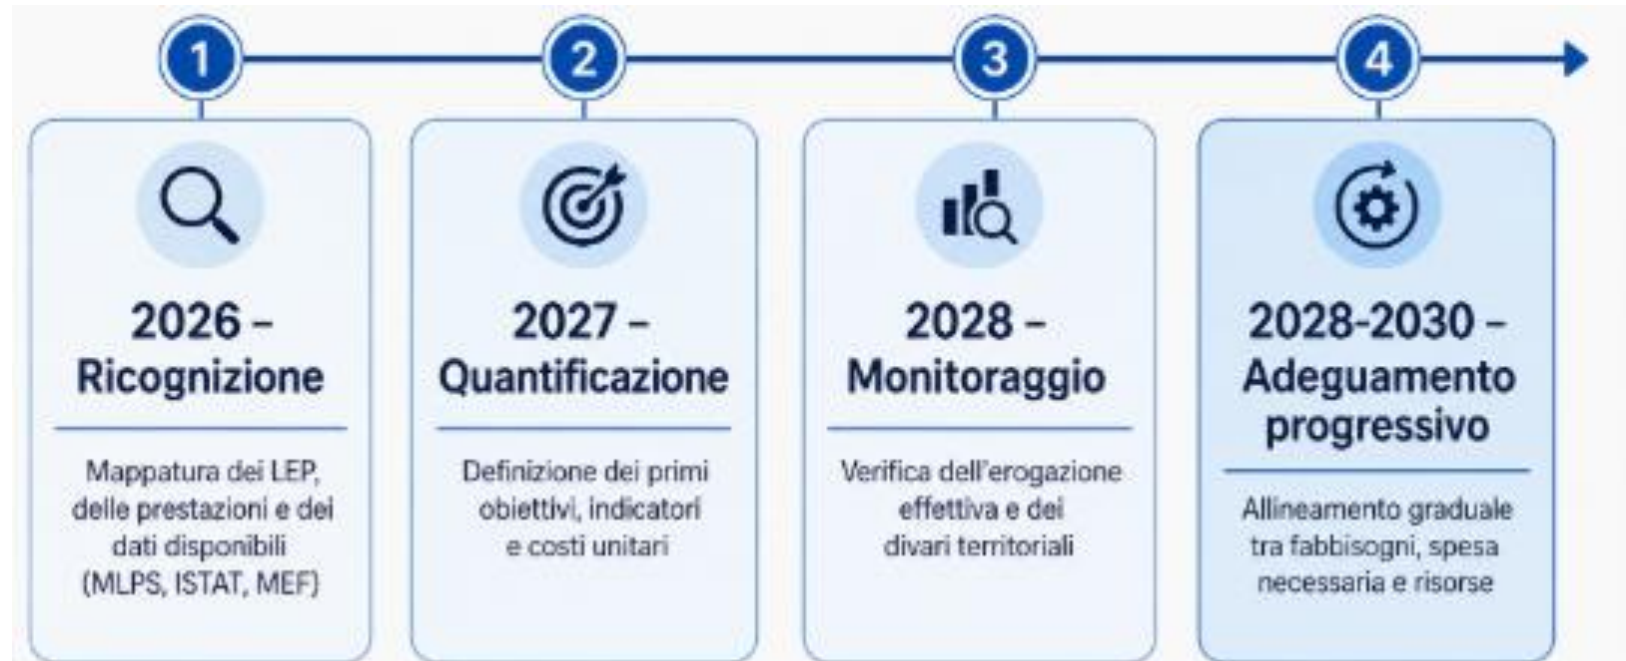 1
2026 –
Ricognizione
Mappatura dei LEP,
delle prestazioni e dei
dati disponibili
(MLPS, ISTAT, MEF)
2
2027 –
Quantificazione
Definizione dei primi
obiettivi, indicatori
e costi unitari
3
2028 –
Monitoraggio
Verifica dell'erogazione
effettiva e dei
divari territoriali
4
2028-2030 –
Adeguamento
progressivo
Allineamento graduale
tra fabbisogni, spesa
necessaria e risorse